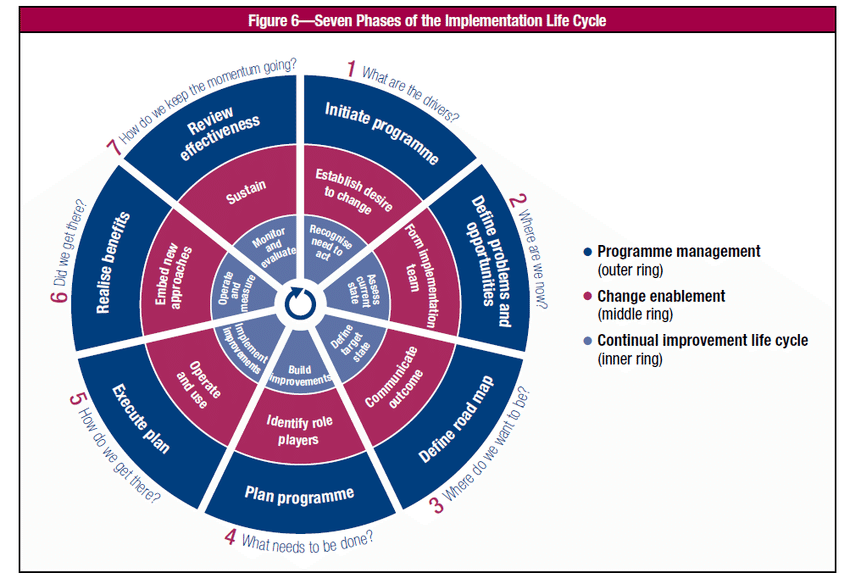 Figure 6—Seven Phases of the Implementation Life Cycle
1 What are the drivers?
Initiate programme
Establish desire
to change
Recognise
need to
act
2 Where are we now?
Define problems and
opportunities
Form implementation
team
Assess
current
state
3 Where do we want to be?
Define road map
Communicate
outcome
Define
target
state
4 What needs to be done?
Plan programme
Identify role
players
Build
improvements
5 How do we get there?
Execute plan
Operate
and use
Implement
improvements
6 Did we get there?
Realise benefits
Embed new
approaches
Operate
and
measure
7 How do we keep the momentum going?
Review
effectiveness
Sustain
Monitor
and
evaluate
Programme management
(outer ring)
Change enablement
(middle ring)
Continual improvement life cycle
(inner ring)